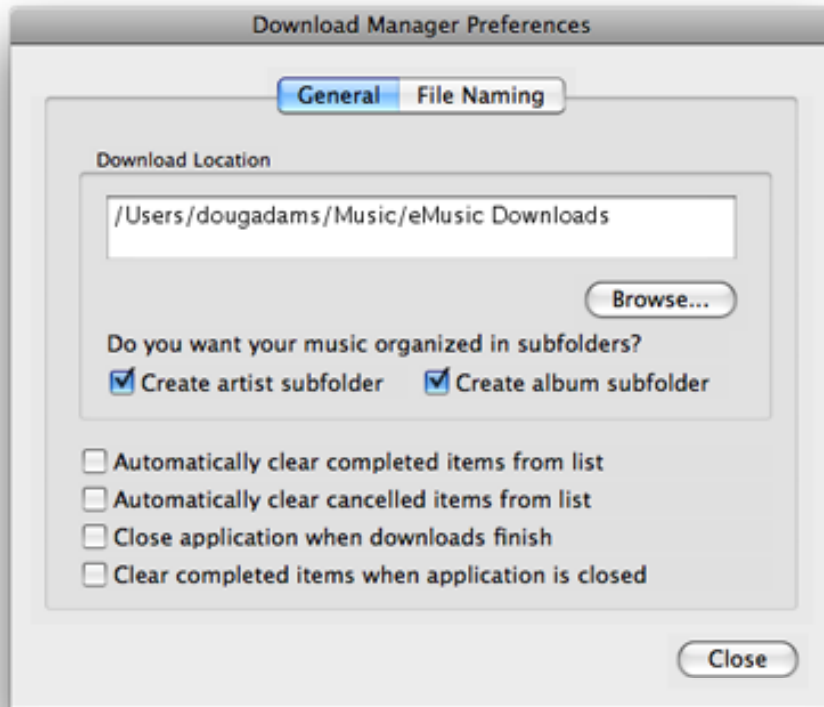 Download Manager Preferences
General File Naming
Download Location
/Users/dougadams/Music/eMusic Downloads
Browse...
Do you want your music organized in subfolders?
Create artist subfolder Create album subfolder
Automatically clear completed items from list
Automatically clear cancelled items from list
Close application when downloads finish
Clear completed items when application is closed
Close